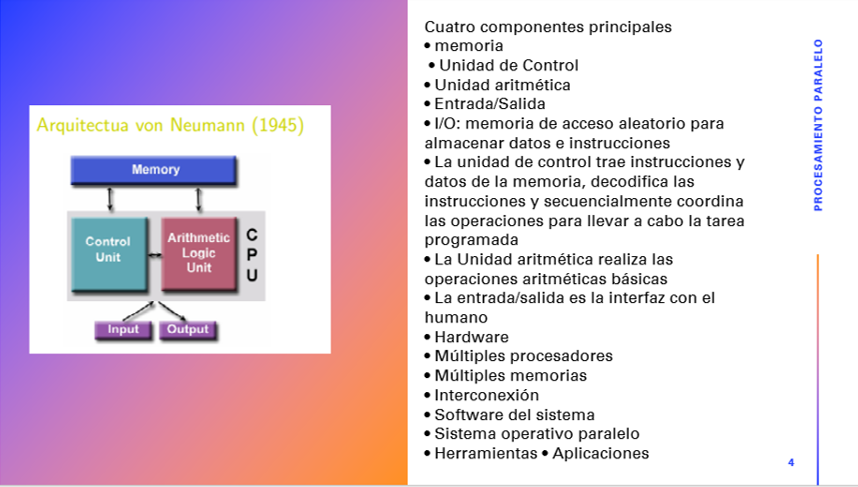 Arquitectua von Neumann (1945)
Memory
Control
Unit
Arithmetic
Logic
Unit
C
P
U
Input
Output
Cuatro componentes principales
• memoria
• Unidad de Control
• Unidad aritmética
• Entrada/Salida
• I/O: memoria de acceso aleatorio para
almacenar datos e instrucciones
• La unidad de control trae instrucciones y
datos de la memoria, decodifica las
instrucciones y secuencialmente coordina
las operaciones para llevar a cabo la tarea
programada
• La Unidad aritmética realiza las
operaciones aritméticas básicas
• La entrada/salida es la interfaz con el
humano
• Hardware
• Múltiples procesadores
• Múltiples memorias
• Interconexión
• Software del sistema
• Sistema operativo paralelo
• Herramientas • Aplicaciones
PROCESAMIENTO PARALELO
4